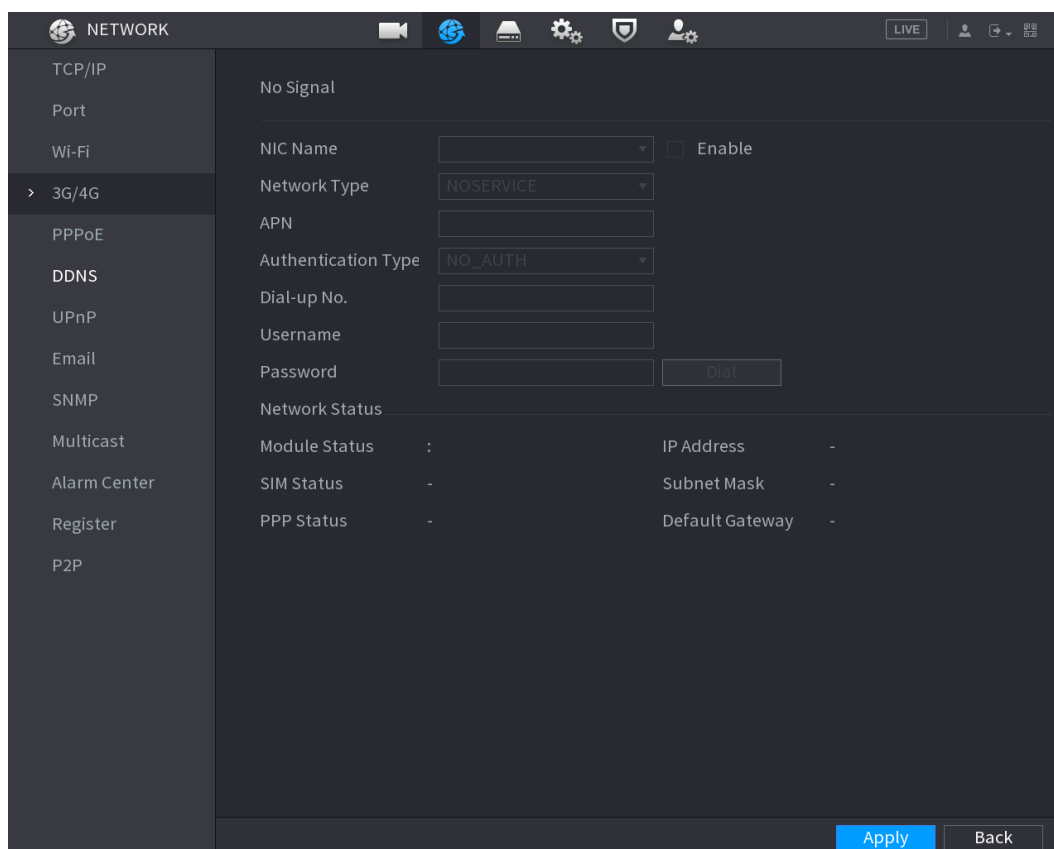 NETWORK LIVE
TCP/IP
Port
Wi-Fi
> 3G/4G
PPPoE
DDNS
UPnP
Email
SNMP
Multicast
Alarm Center
Register
P2P
No Signal
NIC Name Enable
Network Type NOSERVICE
APN
Authentication Type NO_AUTH
Dial-up No.
Username
Password Dial
Network Status
Module Status : IP Address -
SIM Status - Subnet Mask -
PPP Status - Default Gateway -
Apply Back